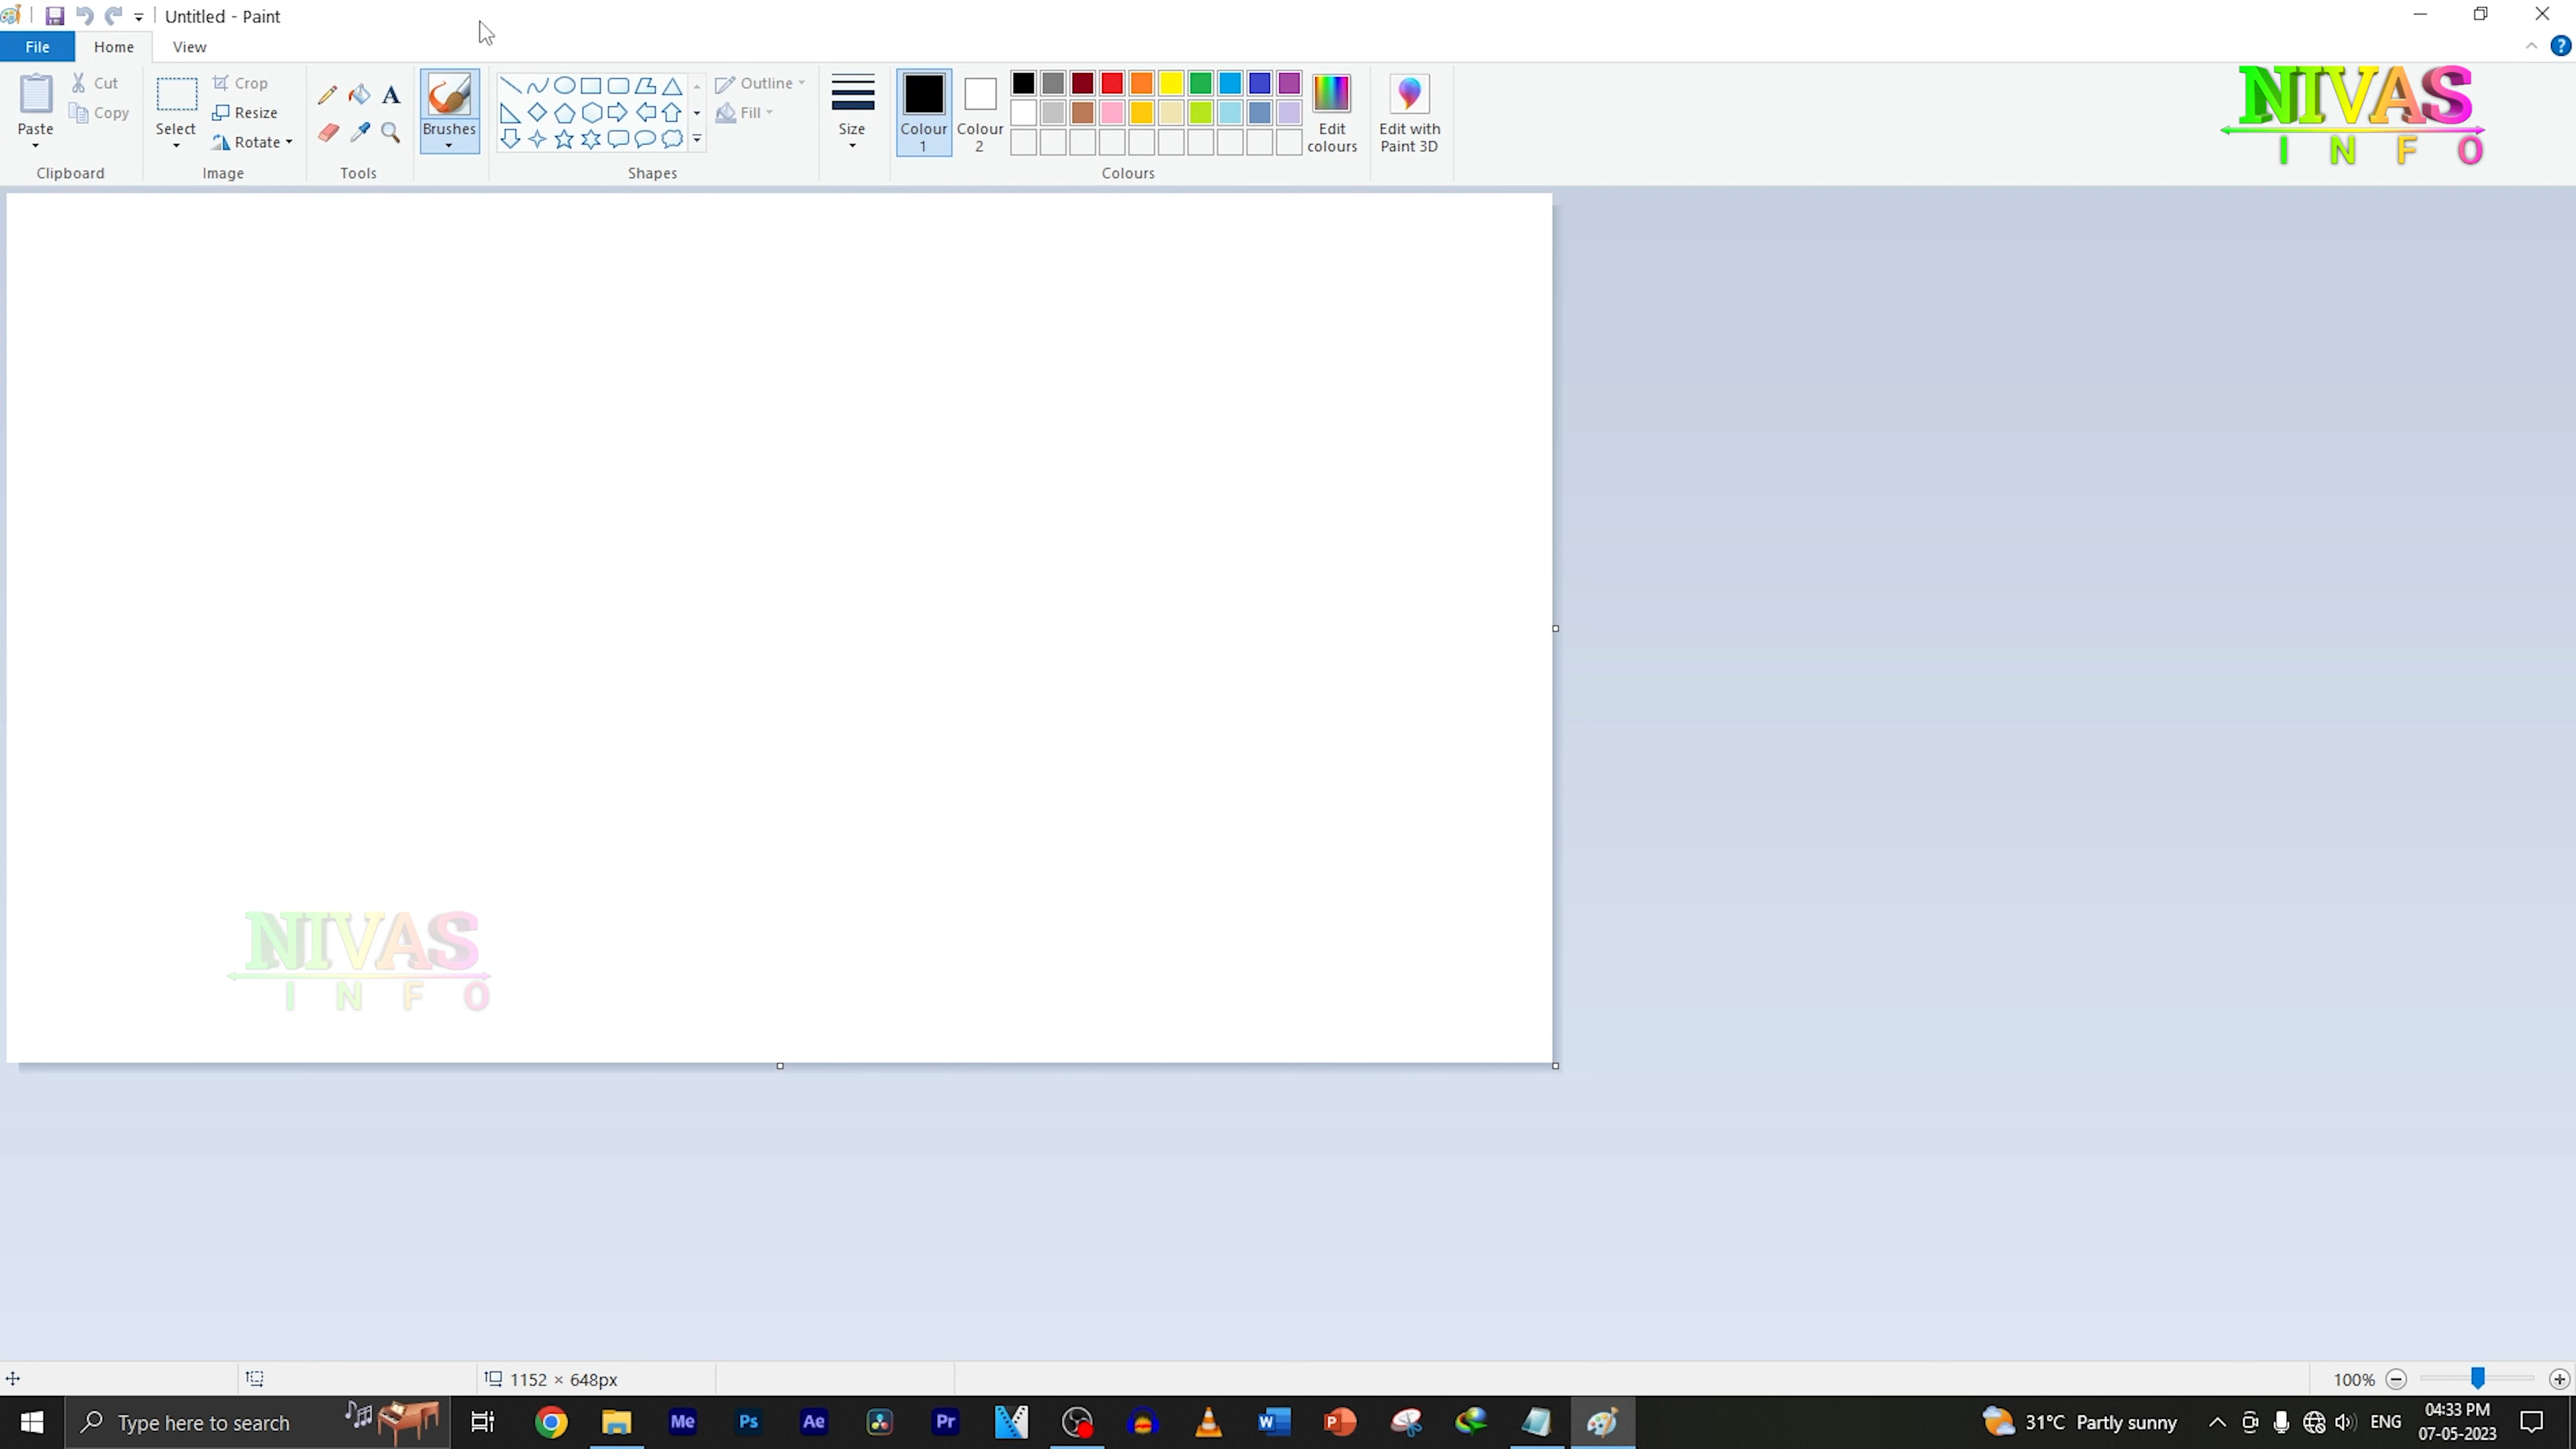 Untitled - Paint
File Home View
Paste Cut Copy Clipboard
Select Crop Resize Rotate Image
A
Tools
Brushes
Shapes
Outline Fill
Size
Colour 1
Colour 2
Colours
Edit colours
Edit with Paint 3D
?
NIVAS
INFO
NIVAS
INFO
1152 × 648px
100%
Type here to search
Me Ps Ae Pr W P
31°C Partly sunny
ENG
04:33 PM
07-05-2023